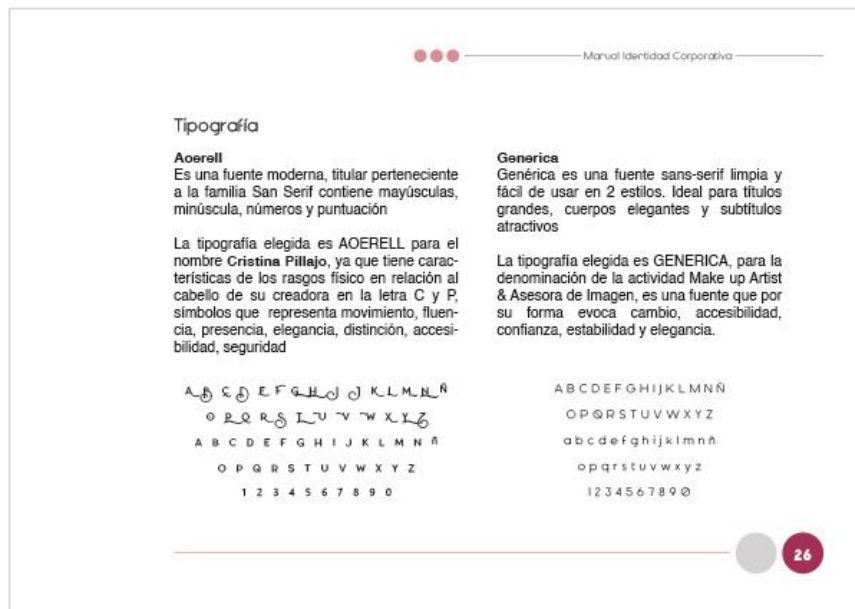 Manual Identidad Corporativa
Tipografía
Aoerell
Es una fuente moderna, titular perteneciente
a la familia San Serif contiene mayúsculas,
minúscula, números y puntuación
La tipografía elegida es AOERELL para el
nombre Cristina Pillajo, ya que tiene carac-
terísticas de los rasgos físico en relación al
cabello de su creadora en la letra C y P,
símbolos que representa movimiento, fluen-
cia, presencia, elegancia, distinción, accesi-
bilidad, seguridad
A B C D E F G H I J K L M N Ñ
O P Q R S T U V W X Y Z
A B C D E F G H I J K L M N Ñ
O P Q R S T U V W X Y Z
1 2 3 4 5 6 7 8 9 0
Generica
Genérica es una fuente sans-serif limpia y
fácil de usar en 2 estilos. Ideal para títulos
grandes, cuerpos elegantes y subtítulos
atractivos
La tipografía elegida es GENERICA, para la
denominación de la actividad Make up Artist
& Asesora de Imagen, es una fuente que por
su forma evoca cambio, accesibilidad,
confianza, estabilidad y elegancia.
A B C D E F G H I J K L M N Ñ
O P Q R S T U V W X Y Z
a b c d e f g h i j k l m n ñ
o p q r s t u v w x y z
1 2 3 4 5 6 7 8 9 0
26